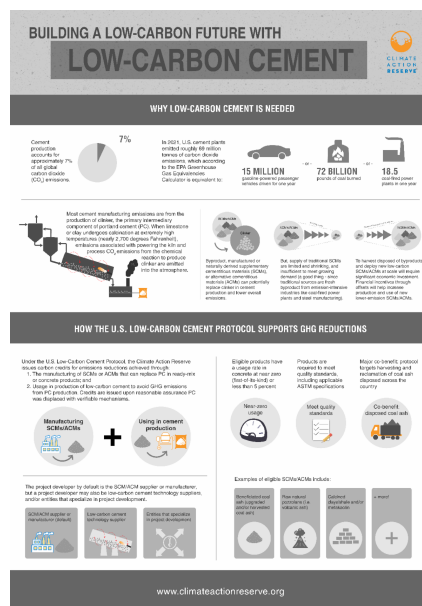 BUILDING A LOW-CARBON FUTURE WITH
LOW-CARBON CEMENT
CLIMATE
ACTION
RESERVE
WHY LOW-CARBON CEMENT IS NEEDED
Cement
production
accounts for
approximately 7%
of all global
carbon dioxide
(CO₂) emissions.
7%
In 2021, U.S. cement plants
emitted roughly 69 million
tonnes of carbon dioxide
emissions, which according
to the EPA Greenhouse
Gas Equivalencies
Calculator is equivalent to:
15 MILLION
gasoline-powered passenger
vehicles driven for one year
- or -
72 BILLION
pounds of coal burned
- or -
18.5
coal-fired power
plants in one year
Most cement manufacturing emissions are from the
production of clinker, the primary intermediary
component of portland cement (PC). When limestone
or clay undergoes calcination at extremely high
temperatures (nearly 2,700 degrees Fahrenheit),
emissions associated with powering the kiln and
process CO₂ emissions from the chemical
reaction to produce
clinker are emitted
into the atmosphere.
SCMs/ACMs
Clinker
Byproduct, manufactured or
naturally derived supplementary
cementitious materials (SCMs),
or alternative cementitious
materials (ACMs) can potentially
replace clinker in cement
production and lower overall
emissions.
But, supply of traditional SCMs
are limited and shrinking, and
insufficient to meet growing
demand (a good thing - since
traditional sources are fresh
byproduct from emission-intensive
industries like coal-fired power
plants and steel manufacturing).
To harvest disposed of byproducts
and deploy new low-carbon
SCMs/ACMs at scale will require
significant economic investment.
Financial incentives through
offsets will help increase
production and use of new
lower-emission SCMs/ACMs.
HOW THE U.S. LOW-CARBON CEMENT PROTOCOL SUPPORTS GHG REDUCTIONS
Under the U.S. Low-Carbon Cement Protocol, the Climate Action Reserve
issues carbon credits for emissions reductions achieved through:
1. The manufacturing of SCMs or ACMs that can replace PC in ready-mix
or concrete products; and
2. Usage in production of low-carbon cement to avoid GHG emissions
from PC production. Credits are issued upon reasonable assurance PC
was displaced with verifiable mechanisms.
Manufacturing
SCMs/ACMs
+
Using in cement
production
Eligible products have
a usage rate in
concrete at near zero
(first-of-its-kind) or
less than 5 percent
Near zero
usage
Products are
required to meet
quality standards,
including applicable
ASTM specifications
Meet quality
standards
Major co-benefit: protocol
targets harvesting and
reclamation of coal ash
disposed across the
country
Co-benefit
disposed coal ash
The project developer by default is the SCM/ACM supplier or manufacturer,
but a project developer may also be low-carbon cement technology suppliers,
and/or entities that specialize in project development.
SCM/ACM supplier or
manufacturer (default)
Low-carbon cement
technology supplier
Entities that specialize
in project development
Examples of eligible SCMs/ACMs include:
Beneficiated coal
ash (upgraded
and/or harvested
coal ash)
Raw natural
pozzolans (i.e.
volcanic ash)
Calcined
clays/shale and/or
metakaolin
+ more!
www.climateactionreserve.org